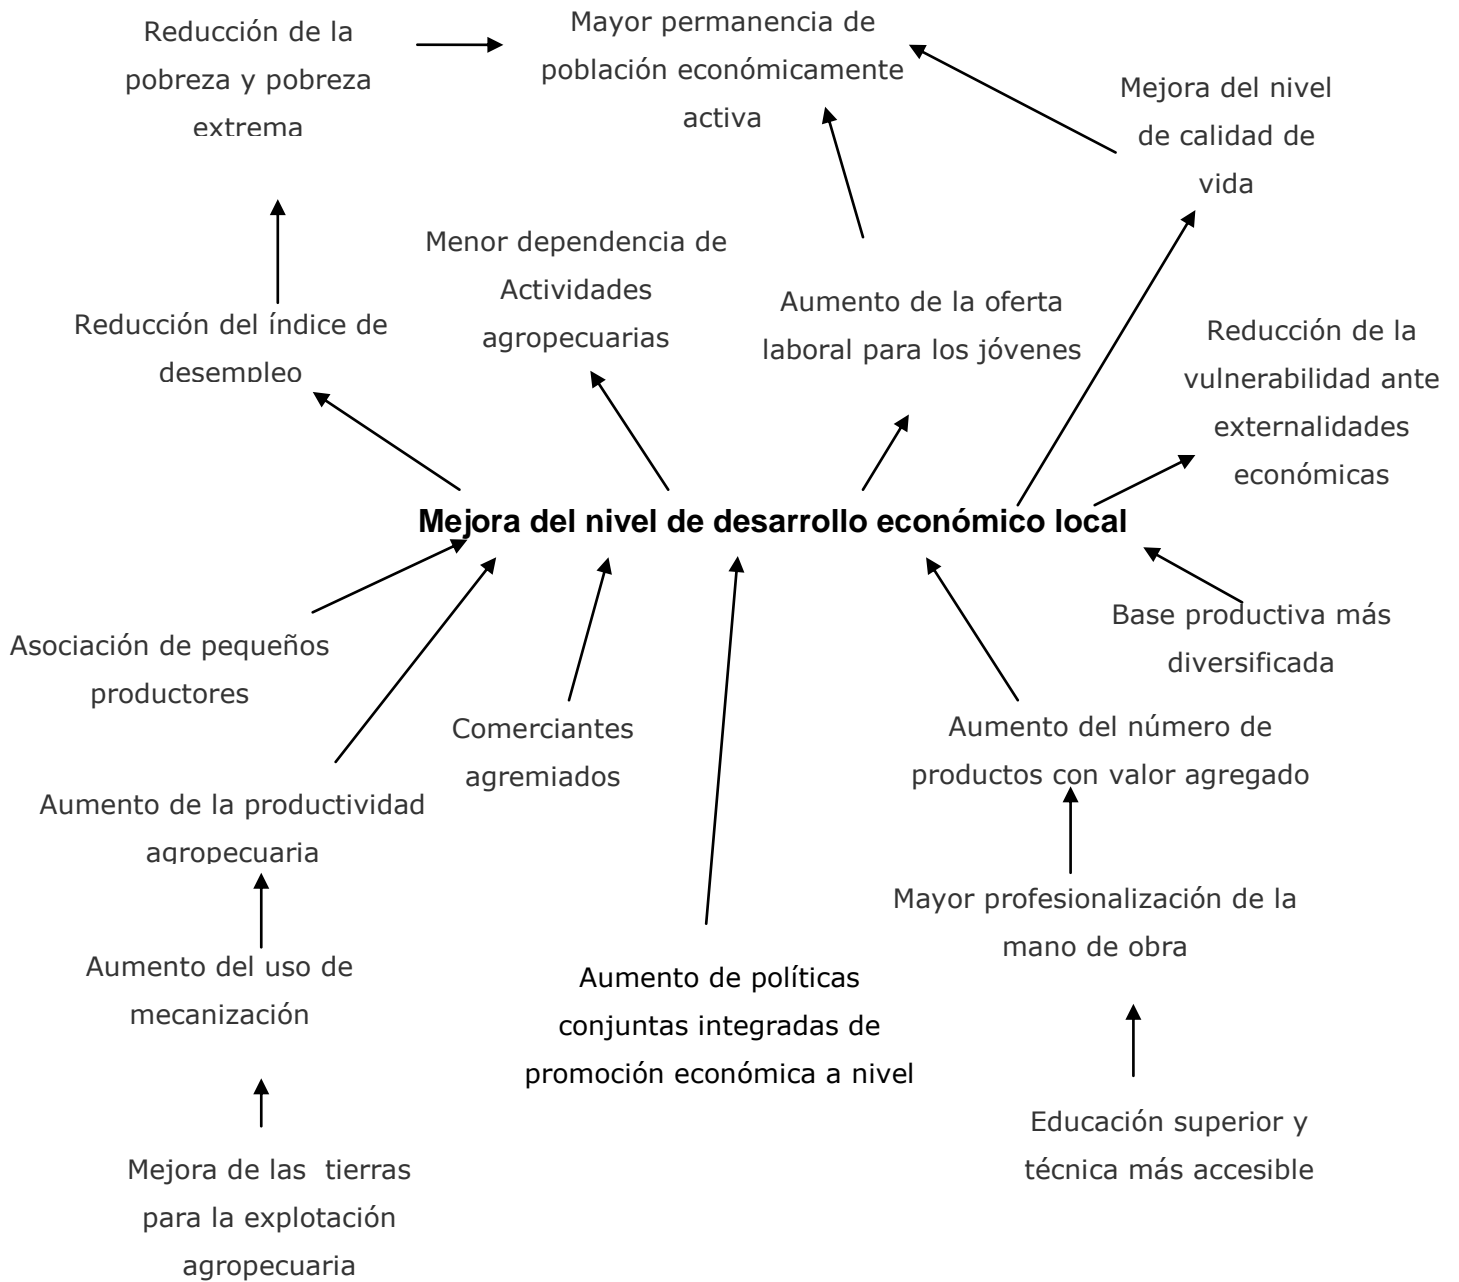 Reducción de la
pobreza y pobreza
extrema
Mayor permanencia de
población económicamente
activa
Mejora del nivel
de calidad de
vida
Menor dependencia de
Actividades
agropecuarias
Aumento de la oferta
laboral para los jóvenes
Reducción del índice de
desempleo
Reducción de la
vulnerabilidad ante
externalidades
económicas
Mejora del nivel de desarrollo económico local
Asociación de pequeños
productores
Base productiva más
diversificada
Comerciantes
agremiados
Aumento del número de
productos con valor agregado
Aumento de la productividad
agropecuaria
Mayor profesionalización de la
mano de obra
Aumento del uso de
mecanización
Aumento de políticas
conjuntas integradas de
promoción económica a nivel
Educación superior y
técnica más accesible
Mejora de las tierras
para la explotación
agropecuaria